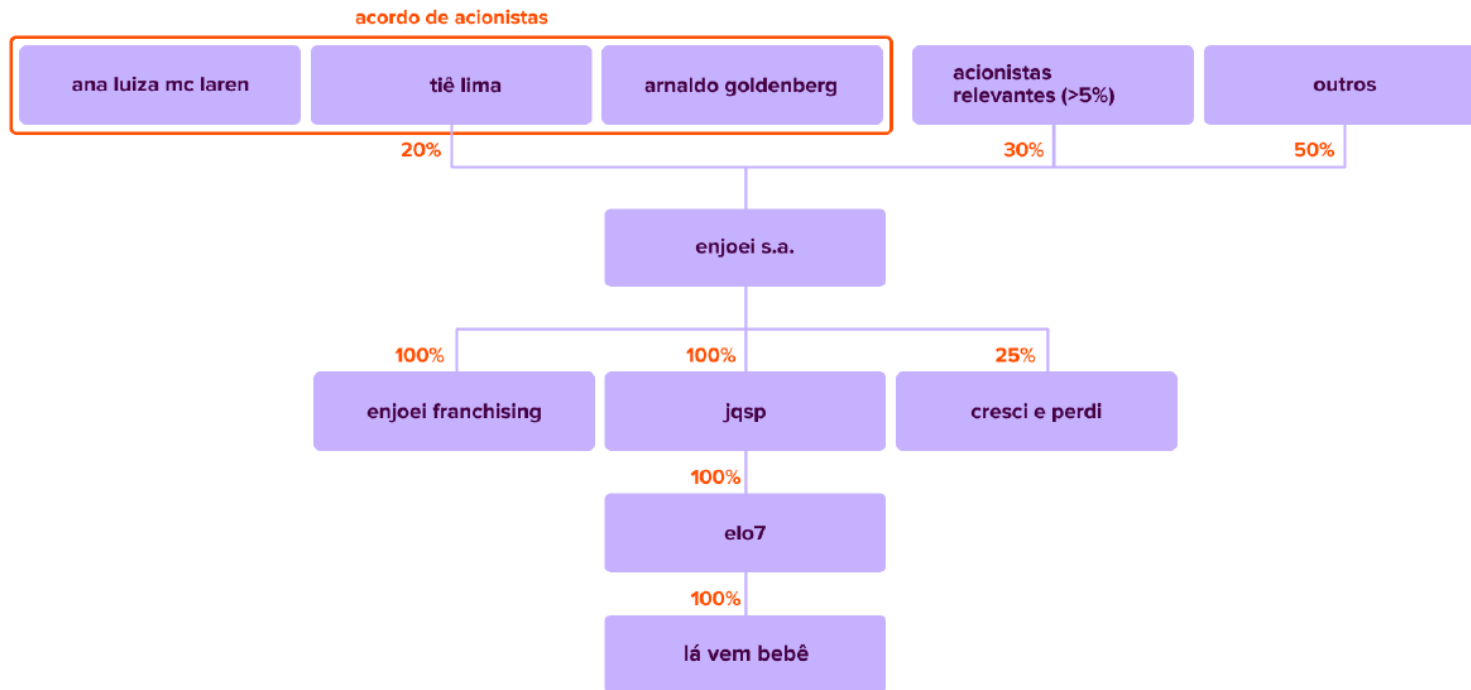 acordo de acionistas
ana luiza mc laren
tiê lima
arnaldo goldenberg
acionistas
relevantes (>5%)
outros
20%
30%
50%
enjoei s.a.
100%
100%
25%
enjoei franchising
jqsp
cresci e perdi
100%
elo7
100%
lá vem bebê